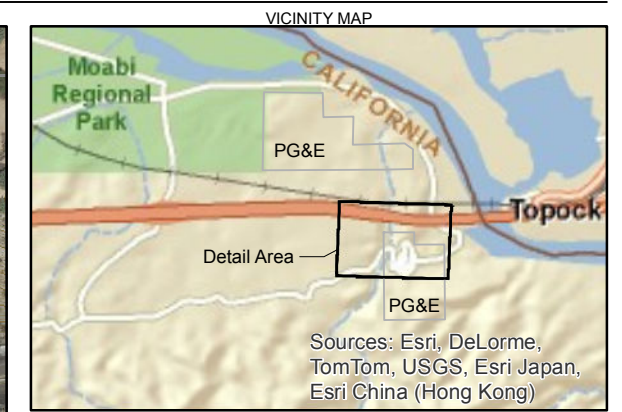 VICINITY MAP
Moabi
Regional
Park
CALIFORNIA
PG&E
Topock
Detail Area
PG&E
Sources: Esri, DeLorme,
TomTom, USGS, Esri Japan,
Esri China (Hong Kong)